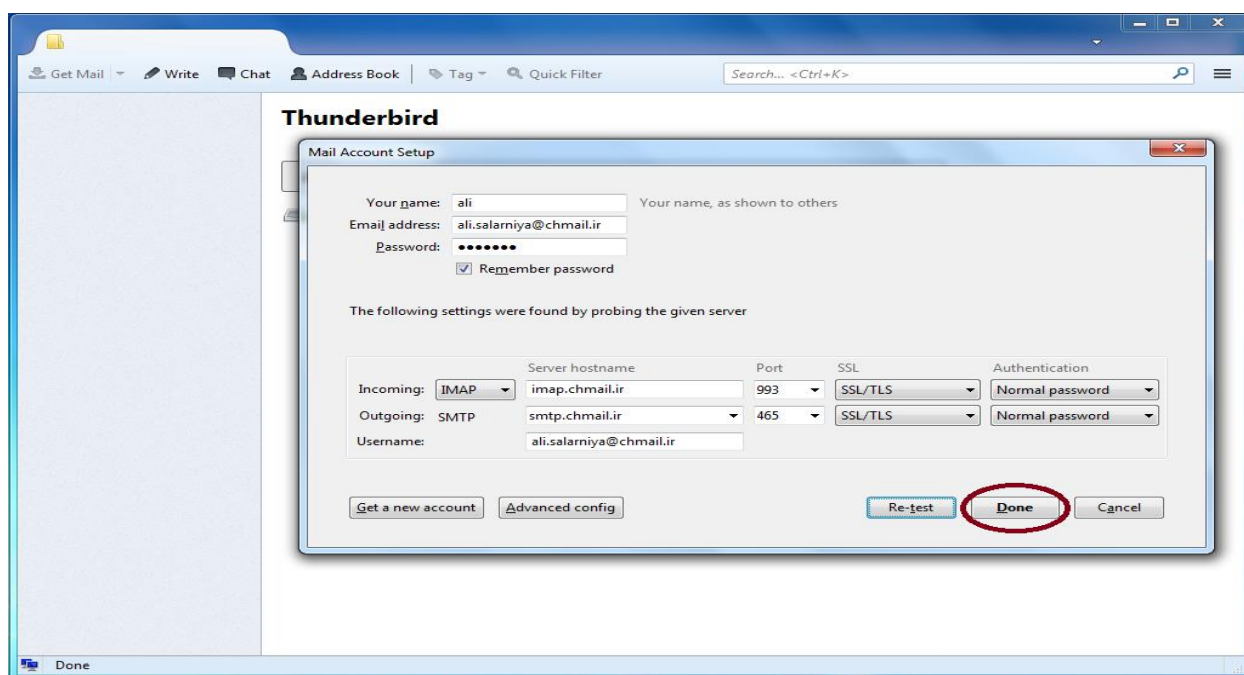 Get Mail Write Chat Address Book Tag Quick Filter Search... <Ctrl+K>
Thunderbird
Mail Account Setup
Your name: ali Your name, as shown to others
Email address: ali.salarniya@chmail.ir
Password: •••••••
Remember password
The following settings were found by probing the given server
Server hostname Port SSL Authentication
Incoming: IMAP imap.chmail.ir 993 SSL/TLS Normal password
Outgoing: SMTP smtp.chmail.ir 465 SSL/TLS Normal password
Username: ali.salarniya@chmail.ir
Get a new account Advanced config Re-test Done Cancel
Done